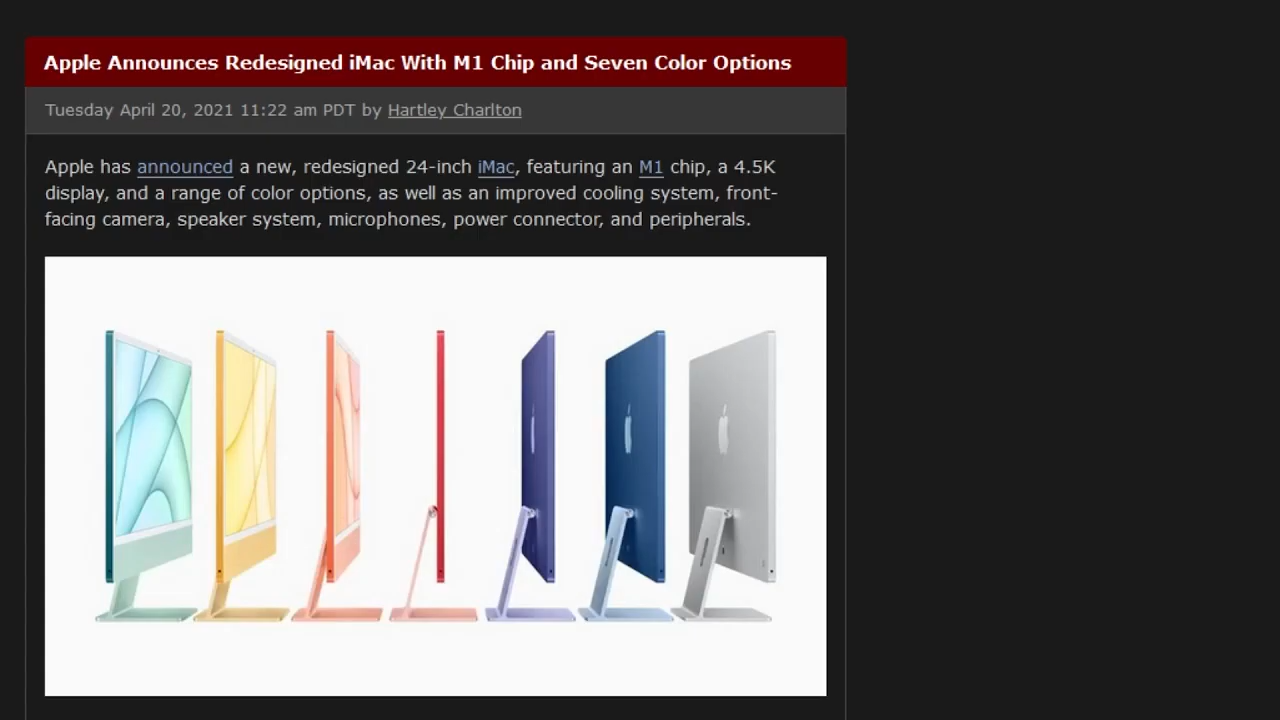 Apple Announces Redesigned iMac With M1 Chip and Seven Color Options
Tuesday April 20, 2021 11:22 am PDT by Hartley Charlton
Apple has announced a new, redesigned 24-inch iMac, featuring an M1 chip, a 4.5K
display, and a range of color options, as well as an improved cooling system, front-
facing camera, speaker system, microphones, power connector, and peripherals.